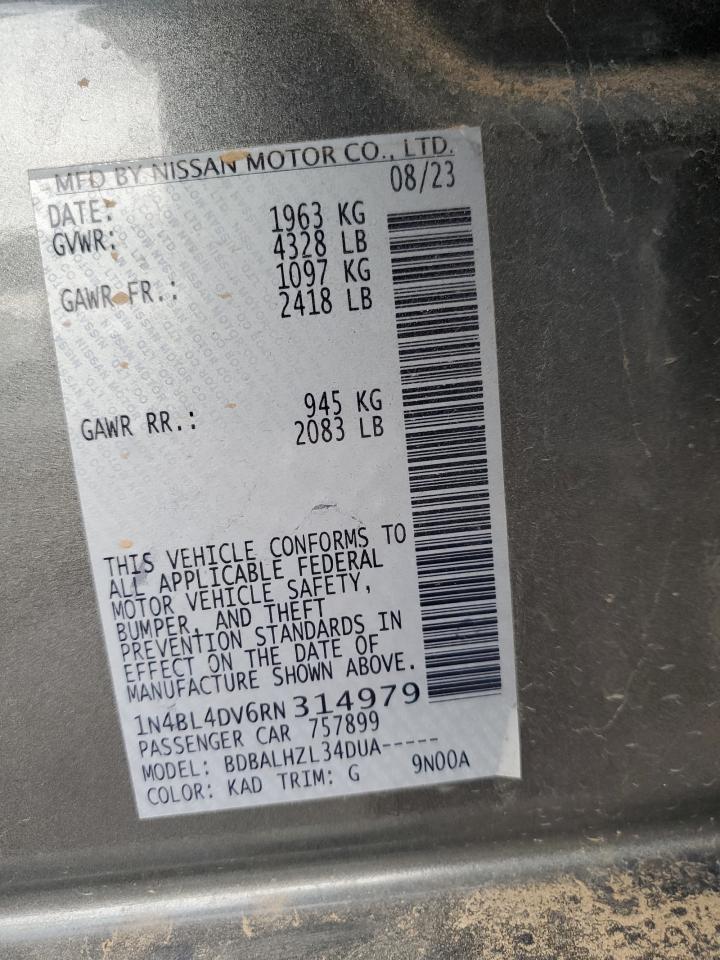 MFD BY NISSAN MOTOR CO., LTD.
DATE: 08/23
GVWR: 1963 KG
4328 LB
GAWR FR.: 1097 KG
2418 LB
GAWR RR.: 945 KG
2083 LB
THIS VEHICLE CONFORMS TO
ALL APPLICABLE FEDERAL
MOTOR VEHICLE SAFETY,
BUMPER, AND THEFT
PREVENTION STANDARDS IN
EFFECT ON THE DATE OF
MANUFACTURE SHOWN ABOVE.
1N4BL4DV6RN314979
PASSENGER CAR 757899
MODEL: BDBALHZL34DUA-----
COLOR: KAD TRIM: G 9N00A